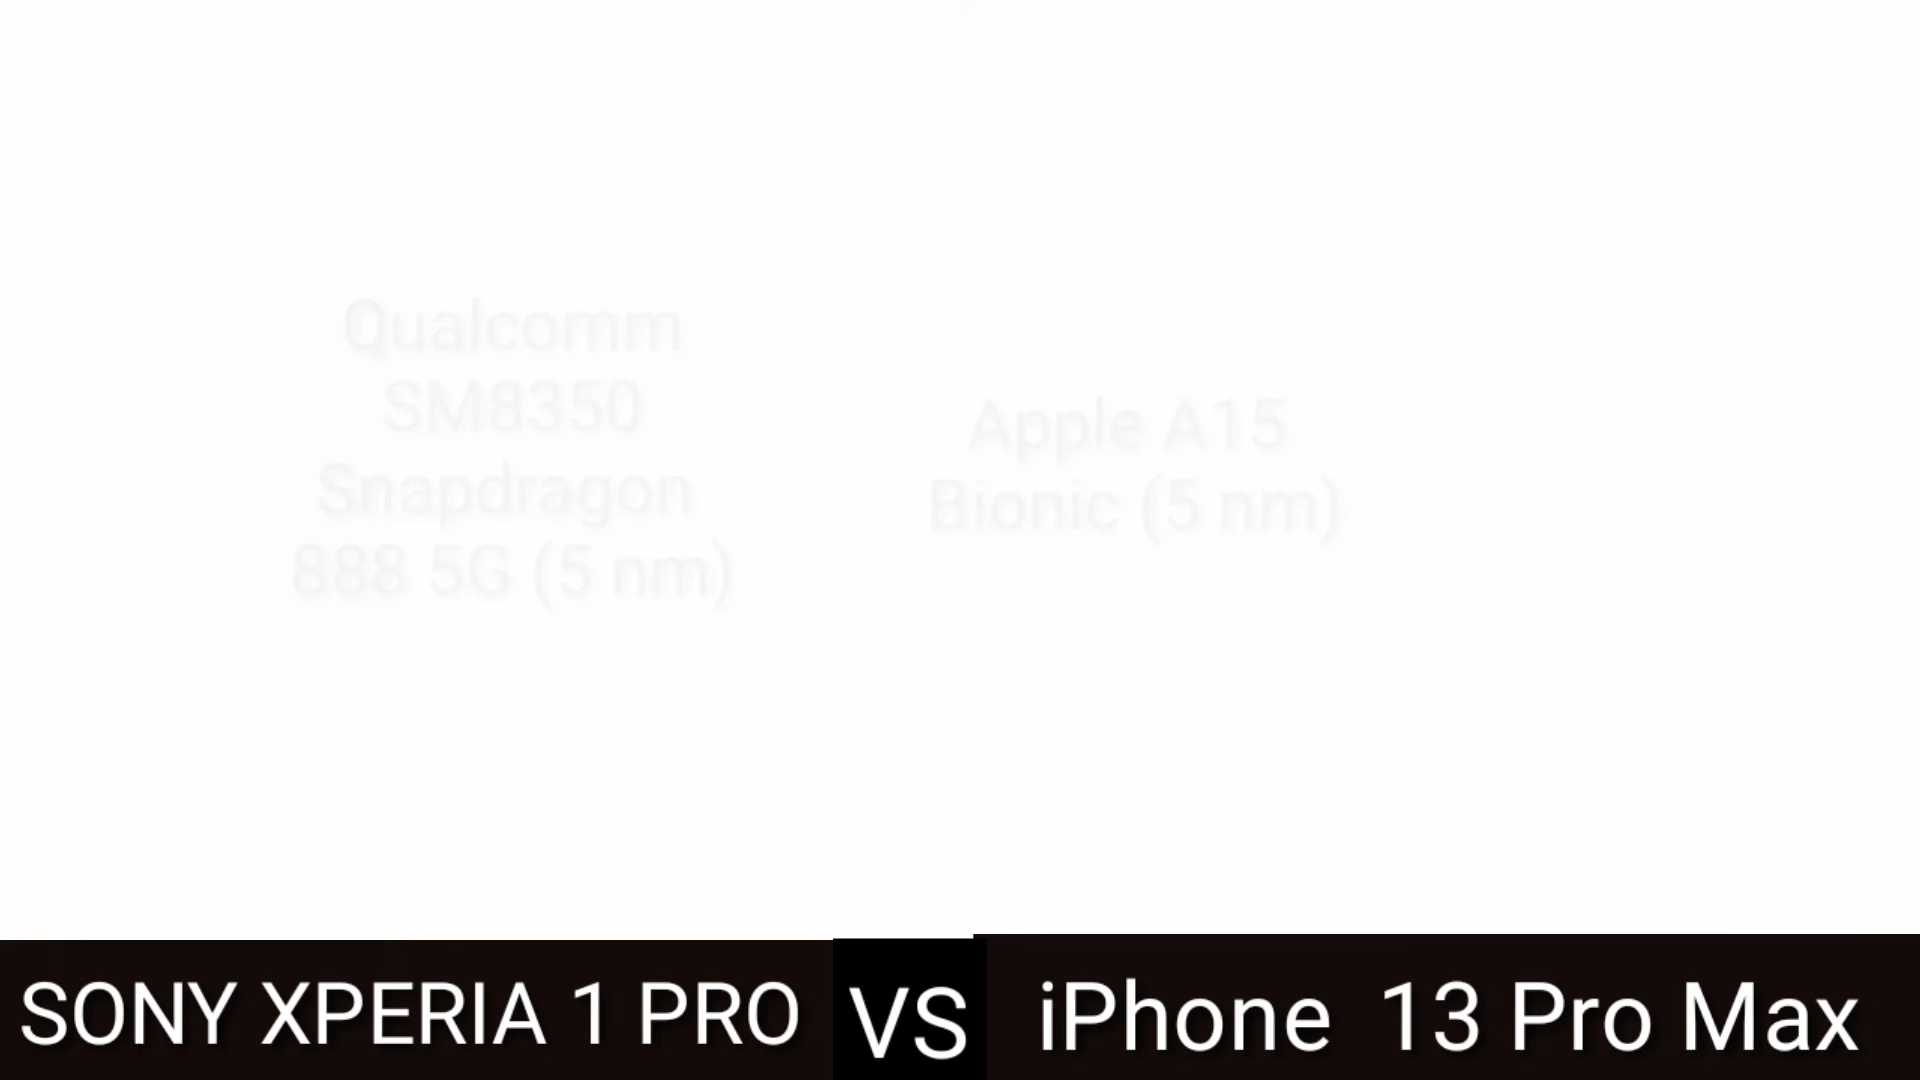 TYPE
Qualcomm
SM8350
Snapdragon
888 5G (5 nm)
Apple A15
Bionic (5 nm)
SONY XPERIA 1 PRO VS iPhone 13 Pro Max